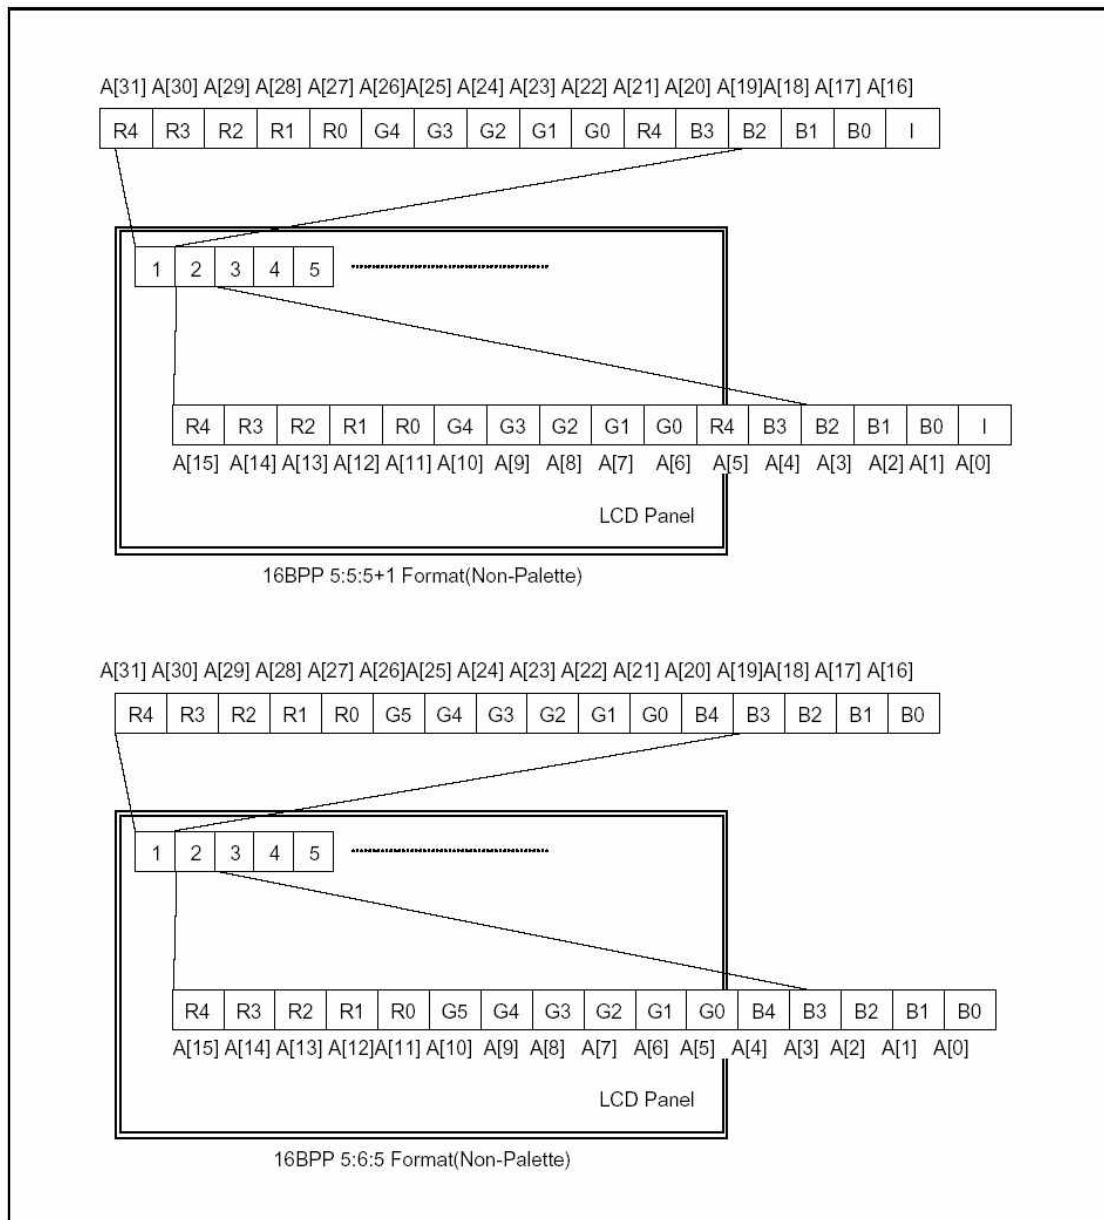 A[31] A[30] A[29] A[28] A[27] A[26]A[25] A[24] A[23] A[22] A[21] A[20] A[19]A[18] A[17] A[16]
R4 R3 R2 R1 R0 G4 G3 G2 G1 G0 R4 B3 B2 B1 B0 I
1 2 3 4 5
R4 R3 R2 R1 R0 G4 G3 G2 G1 G0 R4 B3 B2 B1 B0 I
A[15] A[14] A[13] A[12] A[11] A[10] A[9] A[8] A[7] A[6] A[5] A[4] A[3] A[2] A[1] A[0]
LCD Panel
16BPP 5:5:5+1 Format(Non-Palette)
A[31] A[30] A[29] A[28] A[27] A[26]A[25] A[24] A[23] A[22] A[21] A[20] A[19]A[18] A[17] A[16]
R4 R3 R2 R1 R0 G5 G4 G3 G2 G1 G0 B4 B3 B2 B1 B0
1 2 3 4 5
R4 R3 R2 R1 R0 G5 G4 G3 G2 G1 G0 B4 B3 B2 B1 B0
A[15] A[14] A[13] A[12]A[11] A[10] A[9] A[8] A[7] A[6] A[5] A[4] A[3] A[2] A[1] A[0]
LCD Panel
16BPP 5:6:5 Format(Non-Palette)